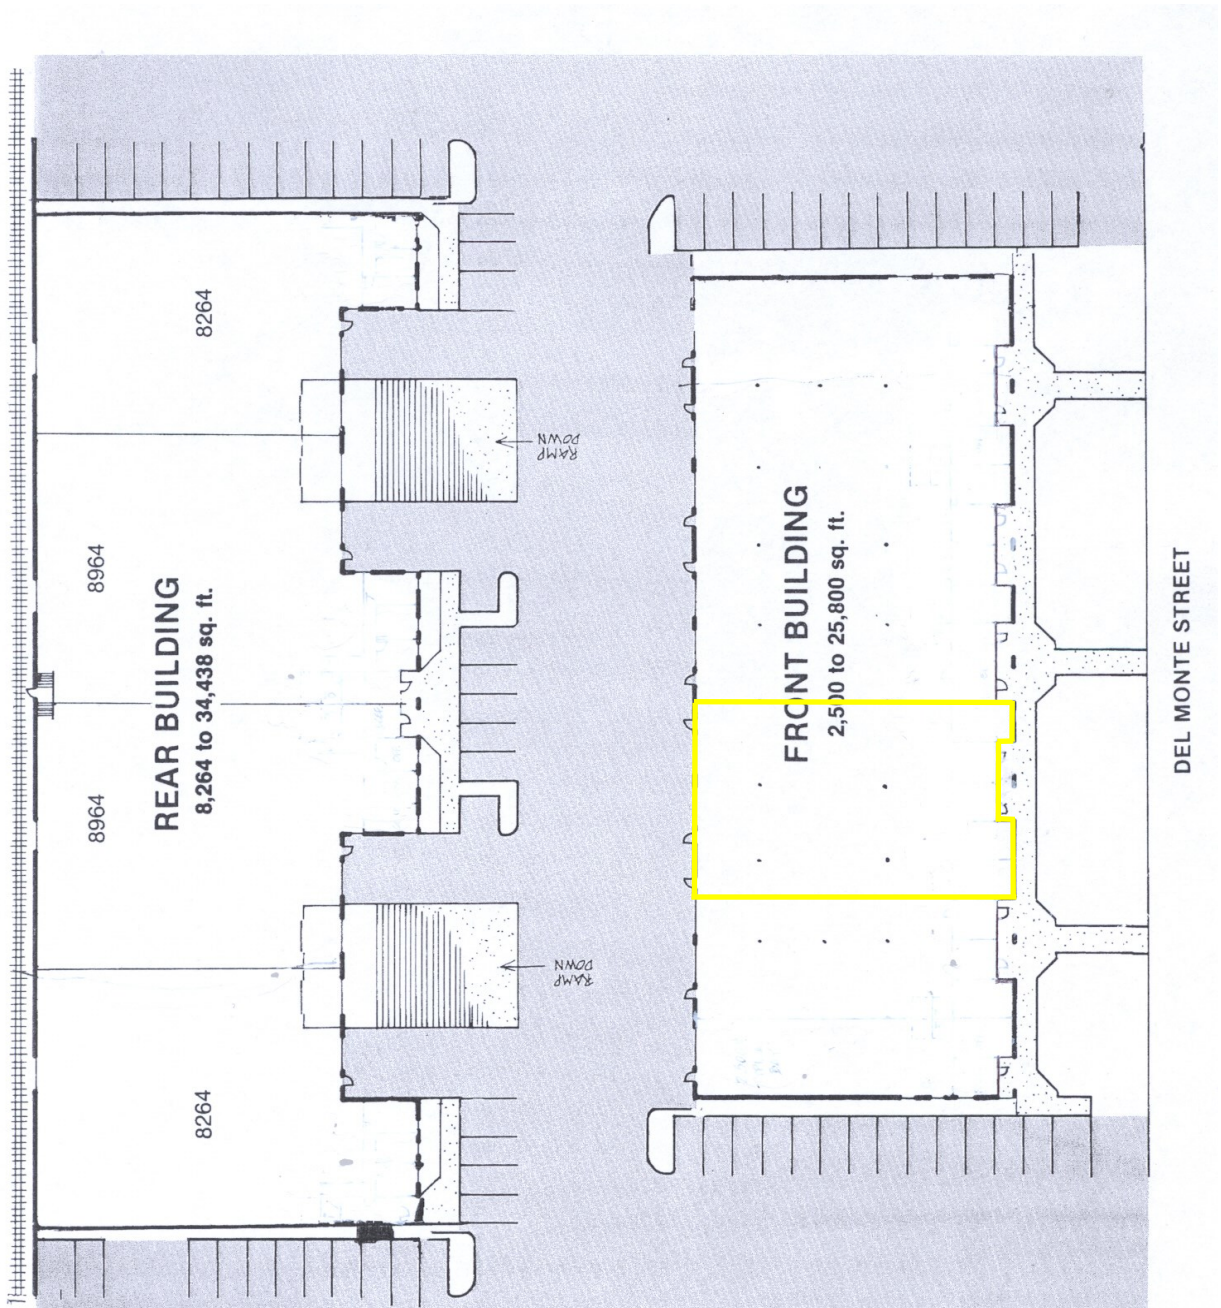 8264
8964
REAR BUILDING
8,264 to 34,438 sq. ft.
8964
8264
RAMP
DOWN
RAMP
DOWN
FRONT BUILDING
2,500 to 25,800 sq. ft.
DEL MONTE STREET